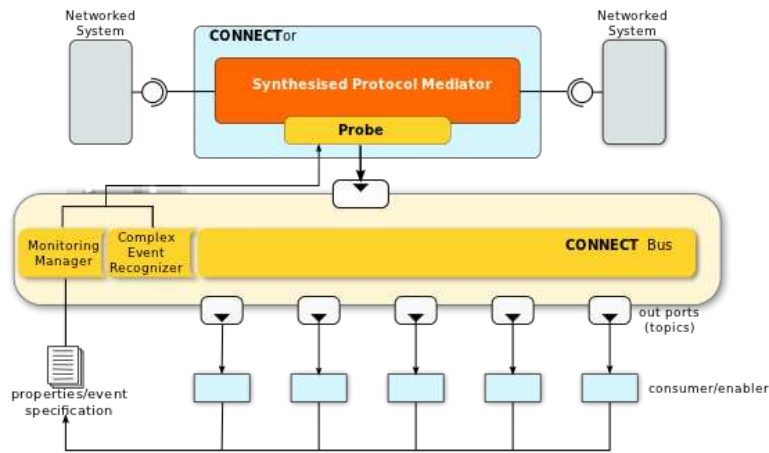 Networked
System
Networked
System
CONNECTor
Synthesised Protocol Mediator
Probe
Monitoring
Manager
Complex
Event
Recognizer
CONNECT Bus
out ports
(topics)
properties/event
specification
consumer/enabler